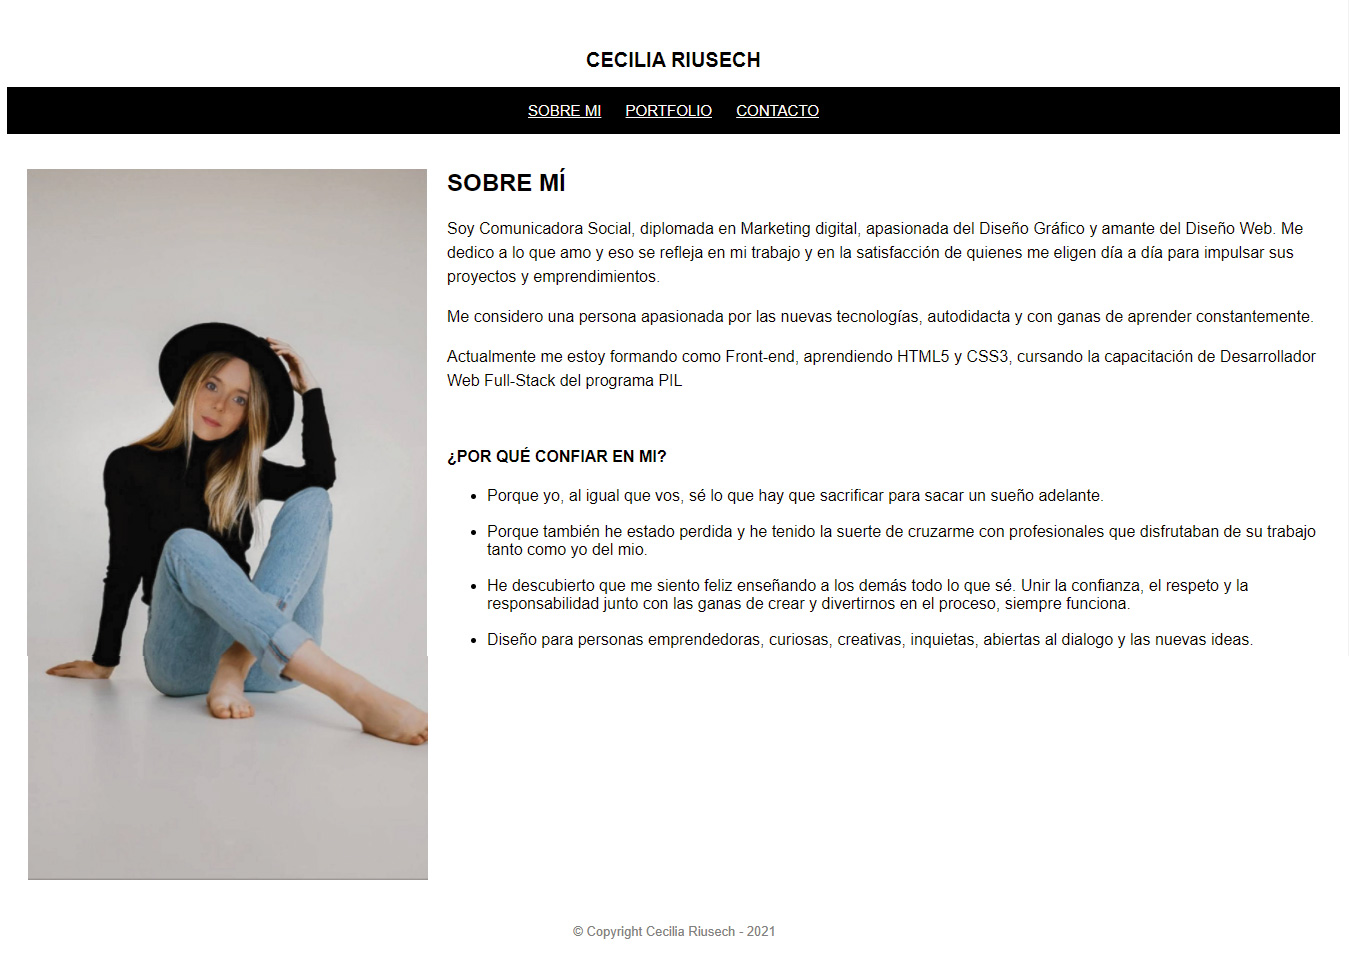 CECILIA RIUSECH
SOBRE MI PORTFOLIO CONTACTO
SOBRE MÍ
Soy Comunicadora Social, diplomada en Marketing digital, apasionada del Diseño Gráfico y amante del Diseño Web. Me
dedico a lo que amo y eso se refleja en mi trabajo y en la satisfacción de quienes me eligen día a día para impulsar sus
proyectos y emprendimientos.
Me considero una persona apasionada por las nuevas tecnologías, autodidacta y con ganas de aprender constantemente.
Actualmente me estoy formando como Front-end, aprendiendo HTML5 y CSS3, cursando la capacitación de Desarrollador
Web Full-Stack del programa PIL
¿POR QUÉ CONFIAR EN MI?
• Porque yo, al igual que vos, sé lo que hay que sacrificar para sacar un sueño adelante.
• Porque también he estado perdida y he tenido la suerte de cruzarme con profesionales que disfrutaban de su trabajo
tanto como yo del mio.
• He descubierto que me siento feliz enseñando a los demás todo lo que sé. Unir la confianza, el respeto y la
responsabilidad junto con las ganas de crear y divertirnos en el proceso, siempre funciona.
• Diseño para personas emprendedoras, curiosas, creativas, inquietas, abiertas al dialogo y las nuevas ideas.
© Copyright Cecilia Riusech - 2021